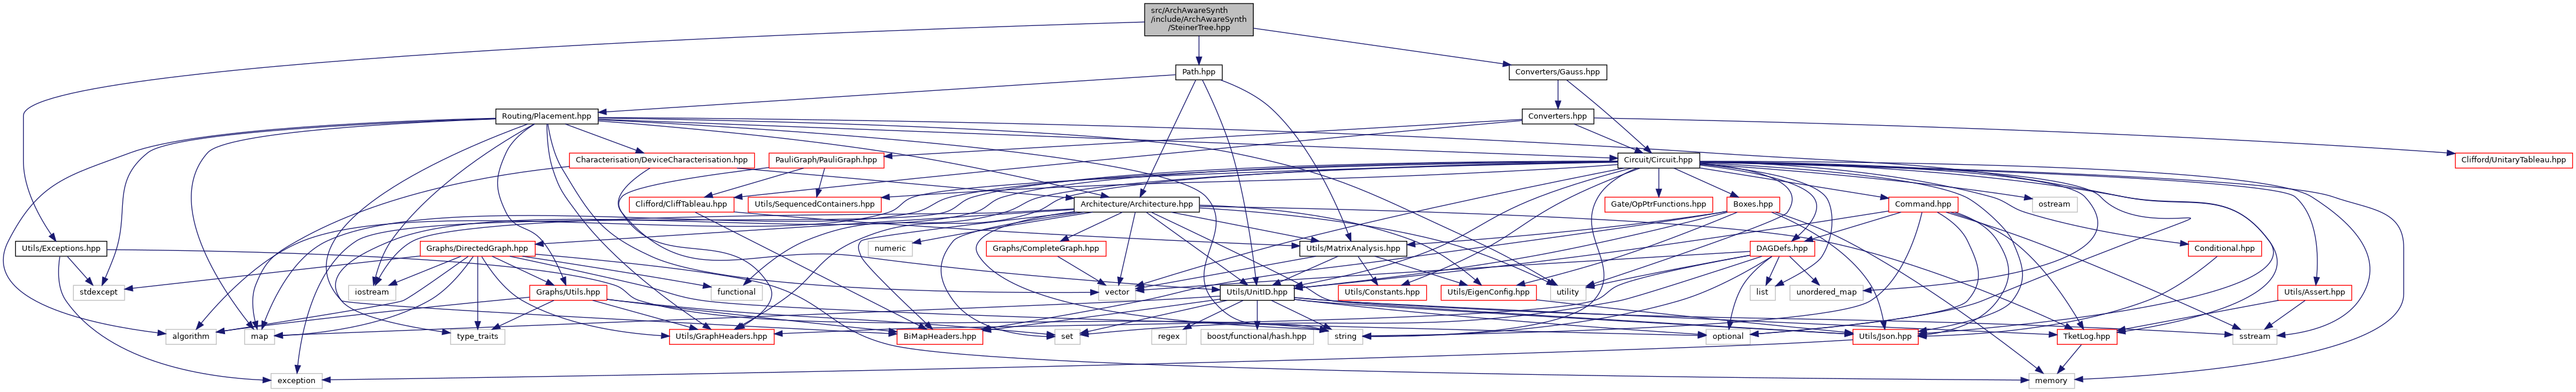 src/ArchAwareSynth
/include/ArchAwareSynth
/SteinerTree.hpp
Path.hpp
Converters/Gauss.hpp
Routing/Placement.hpp
Converters.hpp
Characterisation/DeviceCharacterisation.hpp
PauliGraph/PauliGraph.hpp
Circuit/Circuit.hpp
Clifford/UnitaryTableau.hpp
Clifford/CliffTableau.hpp
Utils/SequencedContainers.hpp
Architecture/Architecture.hpp
Gate/OpPtrFunctions.hpp
Boxes.hpp
Command.hpp
ostream
Utils/Exceptions.hpp
Graphs/DirectedGraph.hpp
numeric
Graphs/CompleteGraph.hpp
Utils/MatrixAnalysis.hpp
DAGDefs.hpp
Conditional.hpp
stdexcept
iostream
Graphs/Utils.hpp
functional
vector
Utils/UnitID.hpp
Utils/Constants.hpp
Utils/EigenConfig.hpp
utility
list
unordered_map
Utils/Assert.hpp
algorithm
map
type_traits
Utils/GraphHeaders.hpp
BiMapHeaders.hpp
set
regex
boost/functional/hash.hpp
string
optional
Utils/Json.hpp
TketLog.hpp
sstream
exception
memory